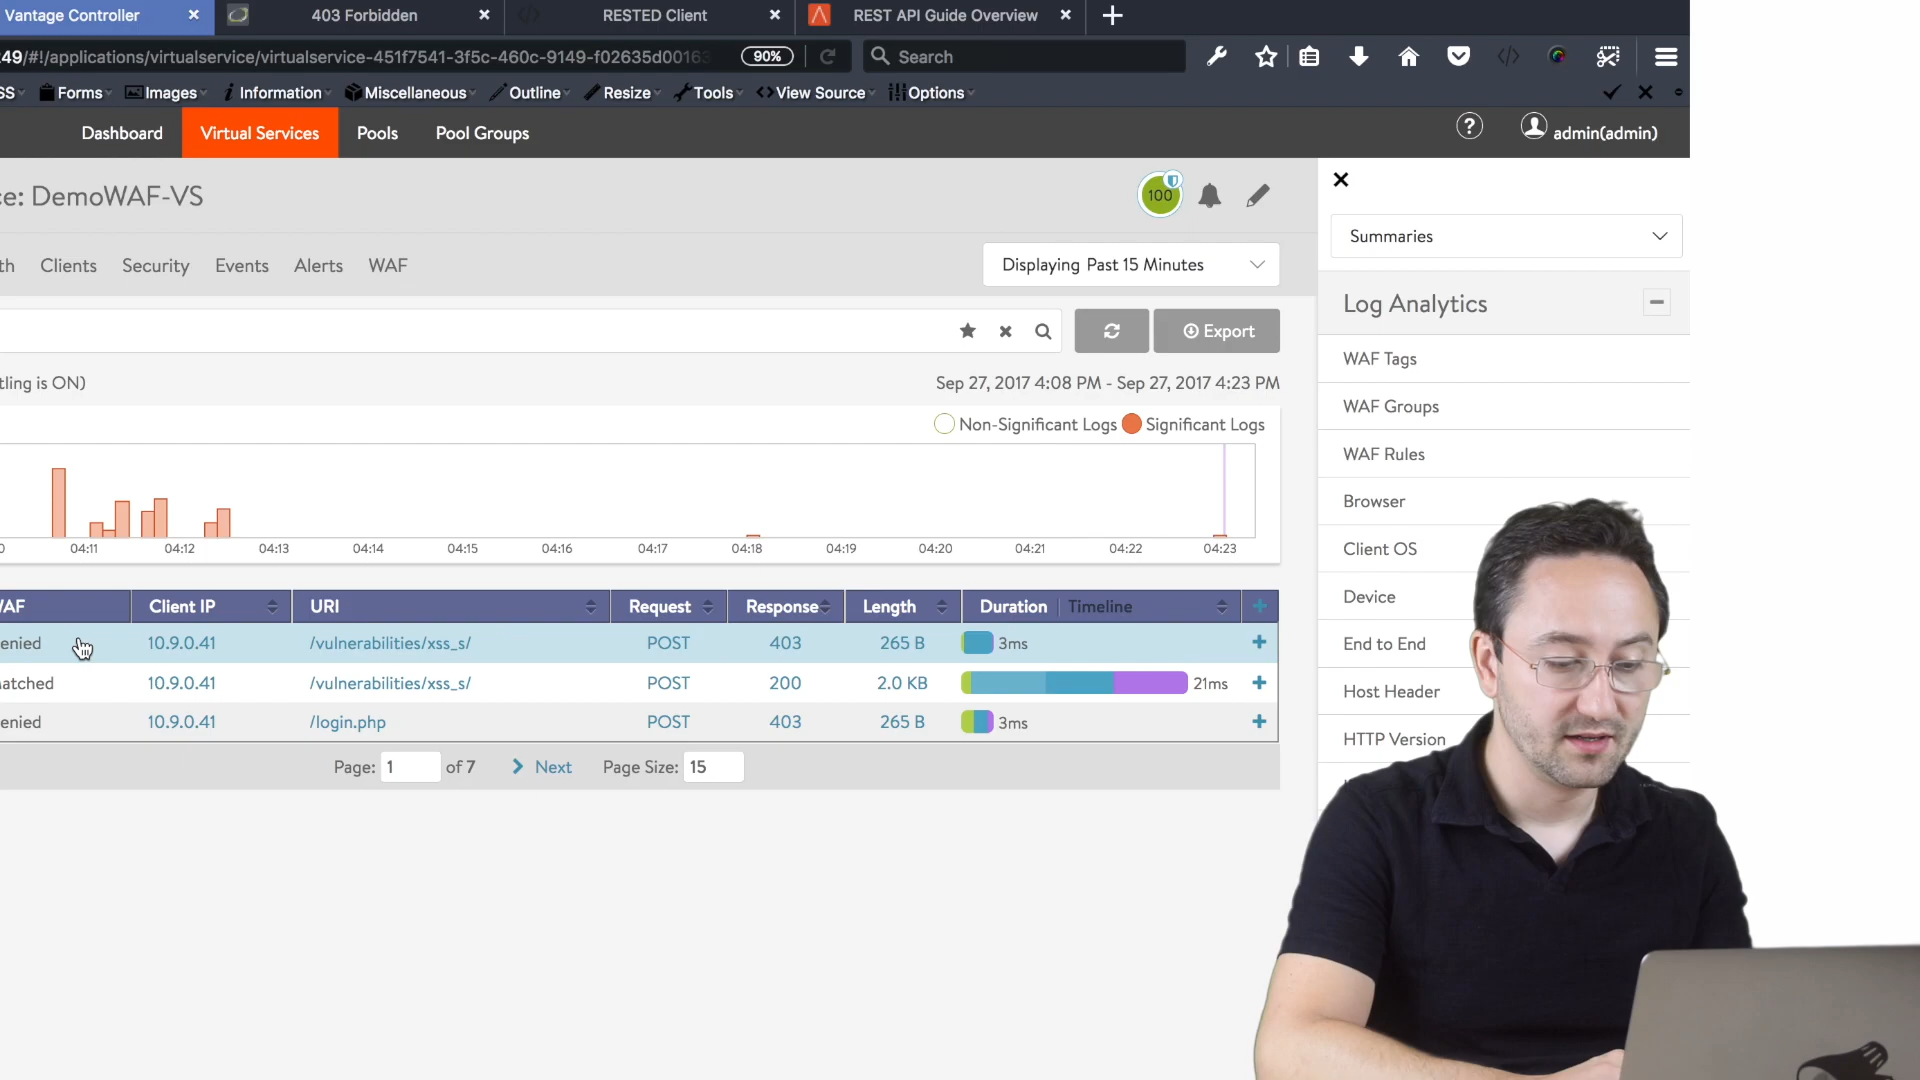 Vantage Controller
403 Forbidden
RESTED Client
REST API Guide Overview
249/#!/applications/virtualservice/virtualservice-451f7541-3f5c-460c-9149-f02635d00163
90%
Search
SS
Forms
Images
Information
Miscellaneous
Outline
Resize
Tools
View Source
Options
Dashboard
Virtual Services
Pools
Pool Groups
?
admin(admin)
ce: DemoWAF-VS
100
Summaries
th
Clients
Security
Events
Alerts
WAF
Displaying Past 15 Minutes
Log Analytics
Export
WAF Tags
tling is ON)
Sep 27, 2017 4:08 PM - Sep 27, 2017 4:23 PM
WAF Groups
Non-Significant Logs
Significant Logs
WAF Rules
Browser
0
04:11
04:12
04:13
04:14
04:15
04:16
04:17
04:18
04:19
04:20
04:21
04:22
04:23
Client OS
WAF
Client IP
URI
Request
Response
Length
Duration
Timeline
Device
enied
10.9.0.41
/vulnerabilities/xss_s/
POST
403
265 B
3ms
End to End
atched
10.9.0.41
/vulnerabilities/xss_s/
POST
200
2.0 KB
21ms
Host Header
enied
10.9.0.41
/login.php
POST
403
265 B
3ms
HTTP Version
Page:
1
of 7
Next
Page Size:
15